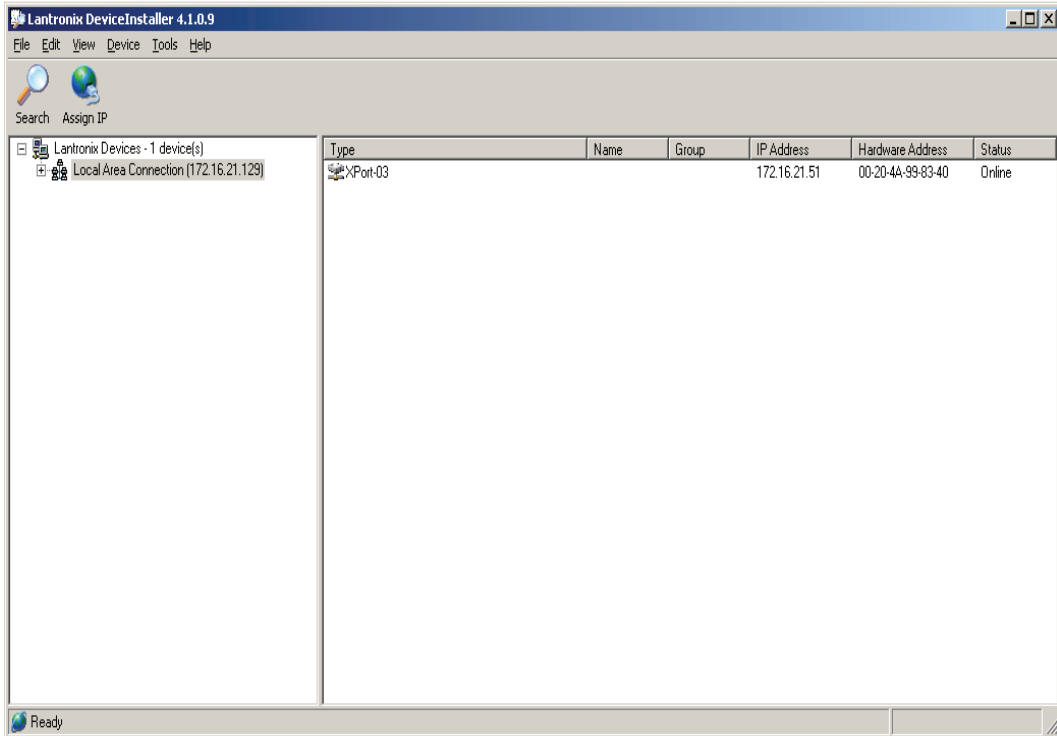 Lantronix DeviceInstaller 4.1.0.9
File Edit View Device Tools Help
Search Assign IP
Lantronix Devices - 1 device(s)
Local Area Connection (172.16.21.129)
Type Name Group IP Address Hardware Address Status
XPort-03 172.16.21.51 00-20-4A-99-83-40 Online
Ready